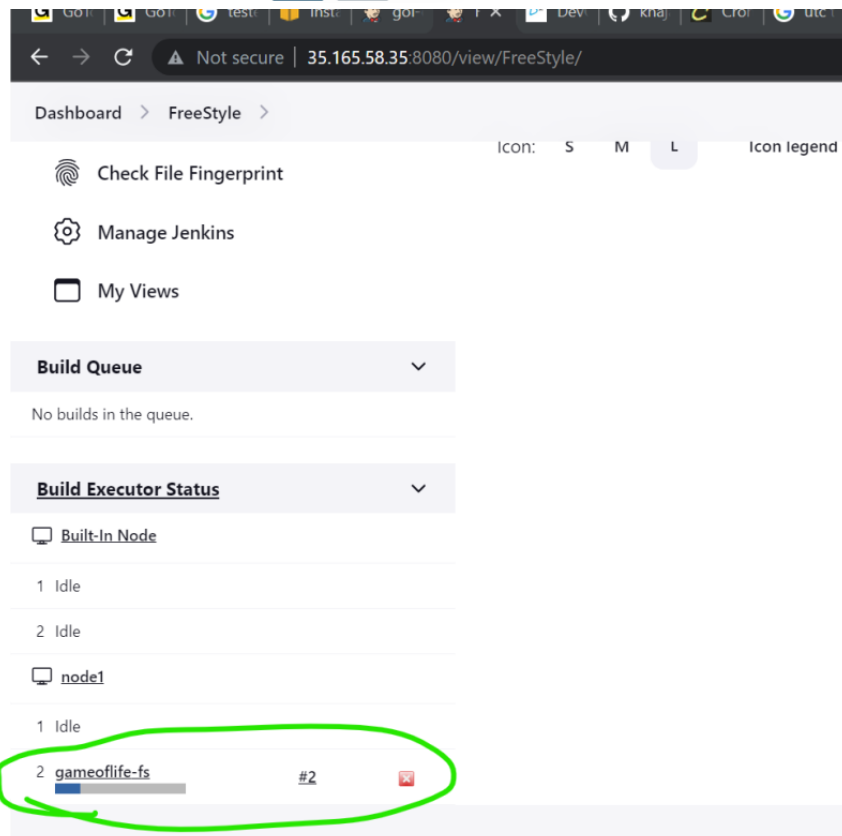 Not secure 35.165.58.35:8080/view/FreeStyle/
Dashboard > FreeStyle >
Icon: S M L Icon legend
Check File Fingerprint
Manage Jenkins
My Views
Build Queue
No builds in the queue.
Build Executor Status
Built-In Node
1 Idle
2 Idle
node1
1 Idle
2 gameoflife-fs #2